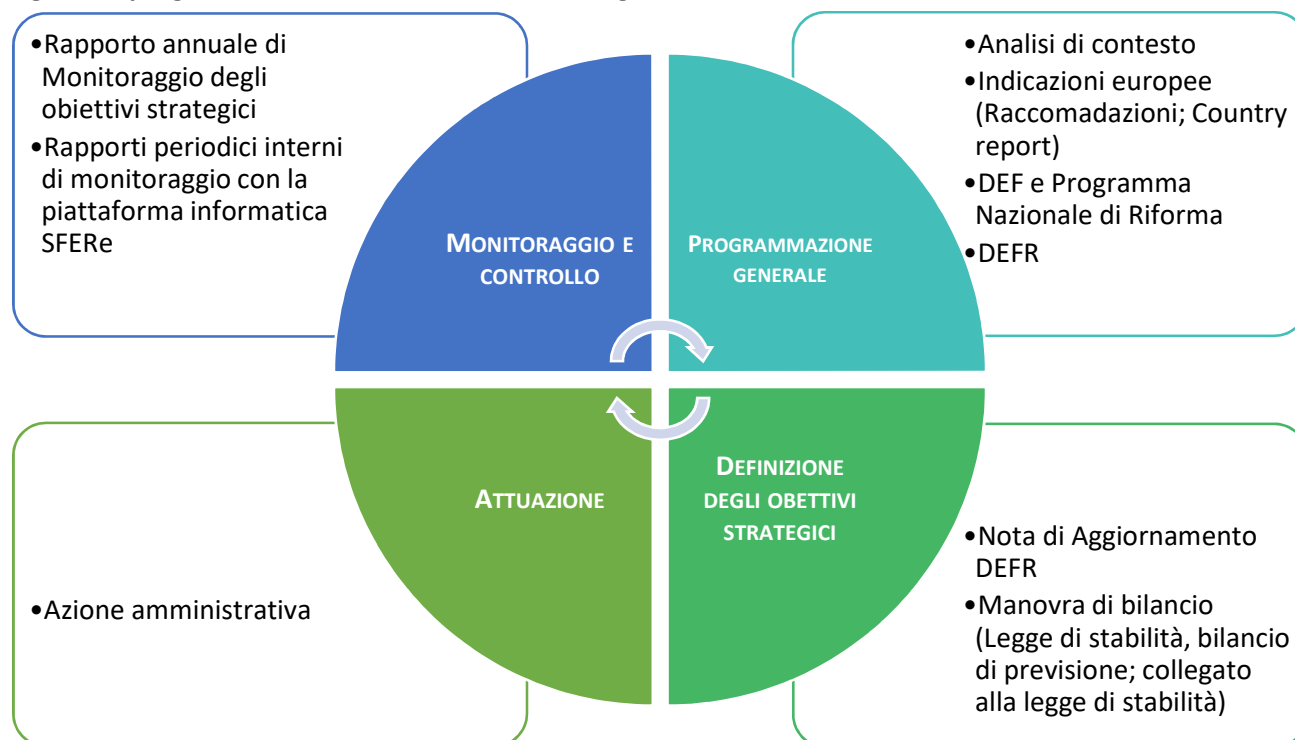 •Rapporto annuale di
Monitoraggio degli
obiettivi strategici
•Rapporti periodici interni
di monitoraggio con la
piattaforma informatica
SFERe
MONITORAGGIO E
CONTROLLO
PROGRAMMAZIONE
GENERALE
•Analisi di contesto
•Indicazioni europee
(Raccomadazioni; Country
report)
•DEF e Programma
Nazionale di Riforma
•DEFR
•Azione amministrativa
ATTUAZIONE
DEFINIZIONE
DEGLI OBETTIVI
STRATEGICI
•Nota di Aggiornamento
DEFR
•Manovra di bilancio
(Legge di stabilità, bilancio
di previsione; collegato
alla legge di stabilità)